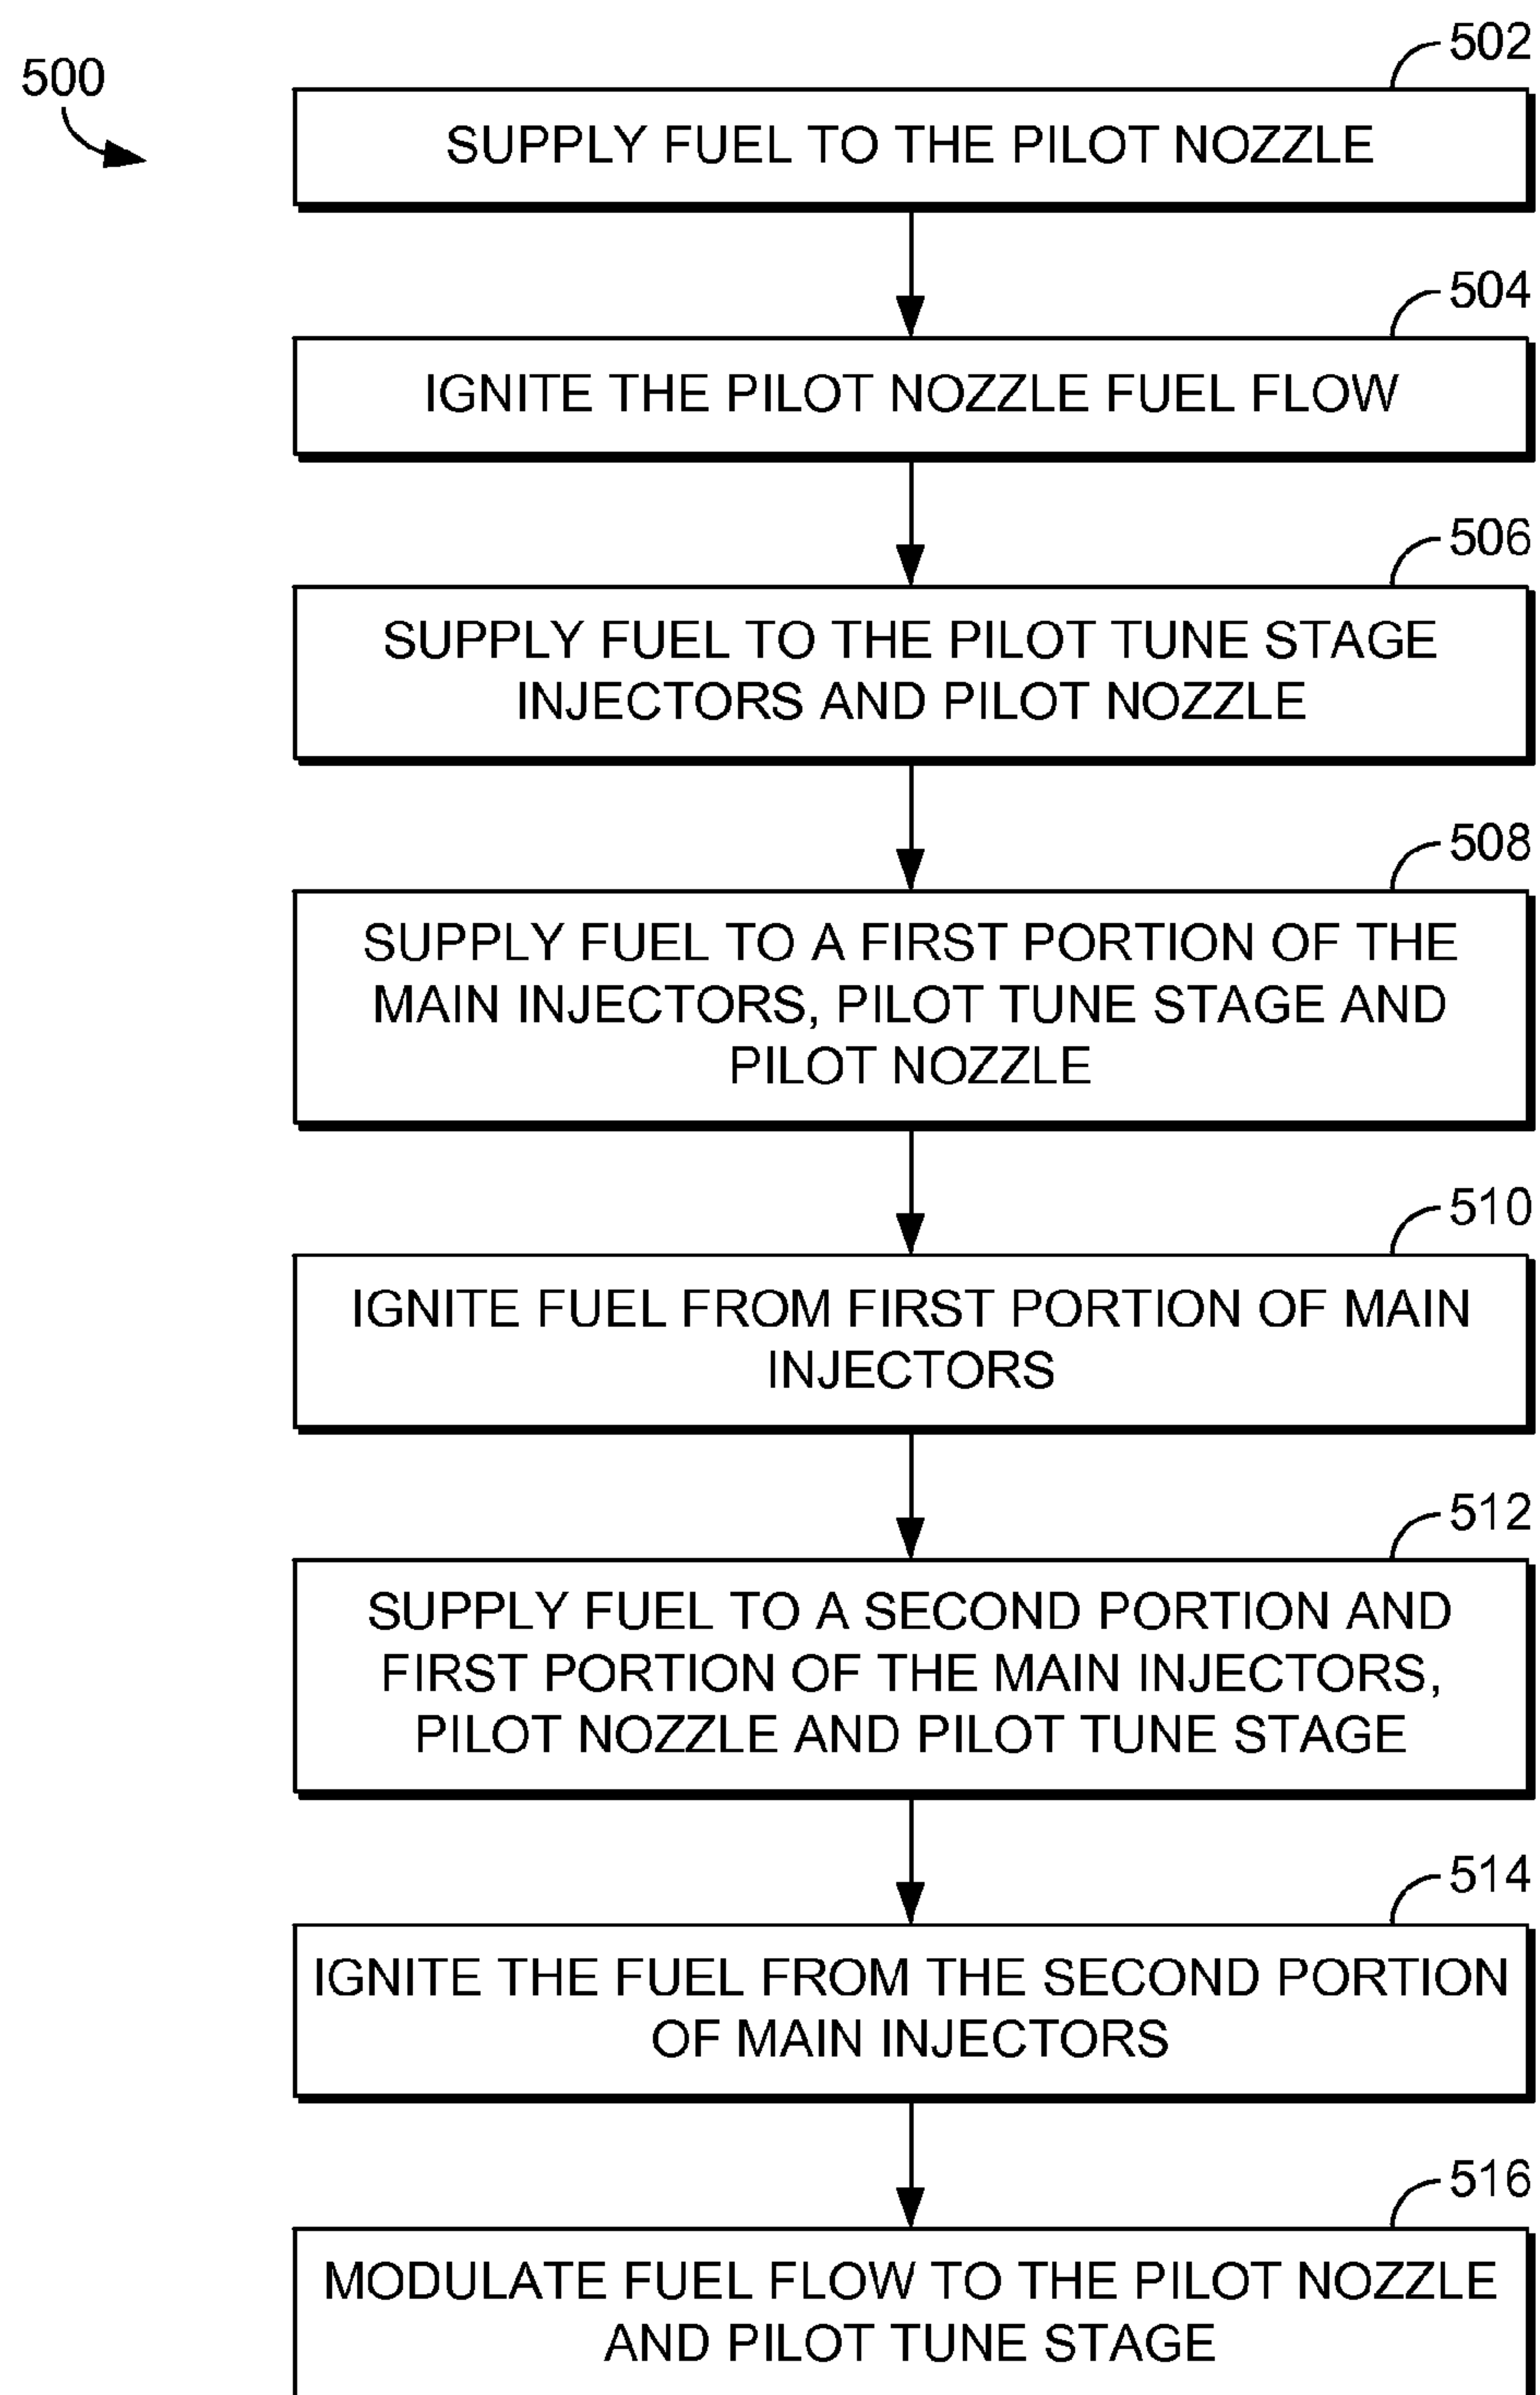 500
502
SUPPLY FUEL TO THE PILOT NOZZLE
504
IGNITE THE PILOT NOZZLE FUEL FLOW
506
SUPPLY FUEL TO THE PILOT TUNE STAGE
INJECTORS AND PILOT NOZZLE
508
SUPPLY FUEL TO A FIRST PORTION OF THE
MAIN INJECTORS, PILOT TUNE STAGE AND
PILOT NOZZLE
510
IGNITE FUEL FROM FIRST PORTION OF MAIN
INJECTORS
512
SUPPLY FUEL TO A SECOND PORTION AND
FIRST PORTION OF THE MAIN INJECTORS,
PILOT NOZZLE AND PILOT TUNE STAGE
514
IGNITE THE FUEL FROM THE SECOND PORTION
OF MAIN INJECTORS
516
MODULATE FUEL FLOW TO THE PILOT NOZZLE
AND PILOT TUNE STAGE